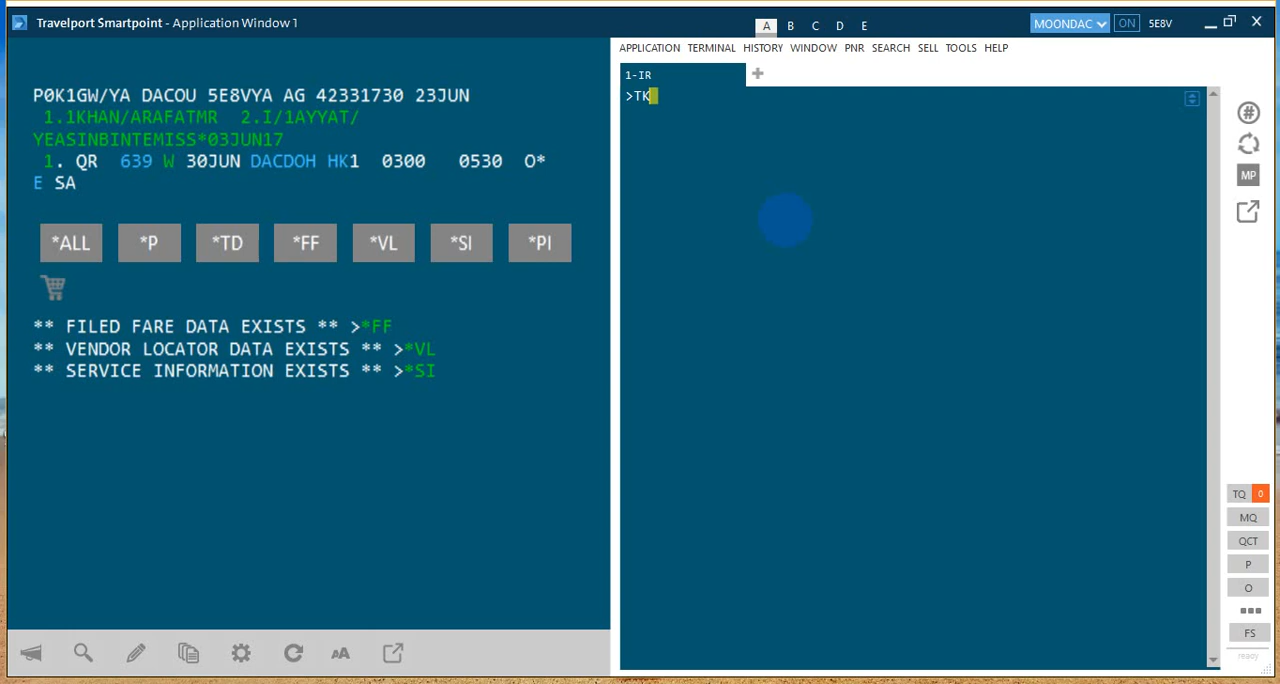 Travelport Smartpoint - Application Window 1
A B C D E
MOONDAC ON 5E8V
APPLICATION TERMINAL HISTORY WINDOW PNR SEARCH SELL TOOLS HELP
P0K1GW/YA DACOU 5E8VYA AG 42331730 23JUN
1.1KHAN/ARAFATMR 2.I/1AYYAT/
YEASINBINTEMISS*03JUN17
1. QR 639 W 30JUN DACDOH HK1 0300 0530 O*
E SA
*ALL *P *TD *FF *VL *SI *PI
** FILED FARE DATA EXISTS ** >*FF
** VENDOR LOCATOR DATA EXISTS ** >*VL
** SERVICE INFORMATION EXISTS ** >*SI
AA
1-IR +
>TK
#
MP
TQ 0
MQ
QCT
P
O
FS
ready